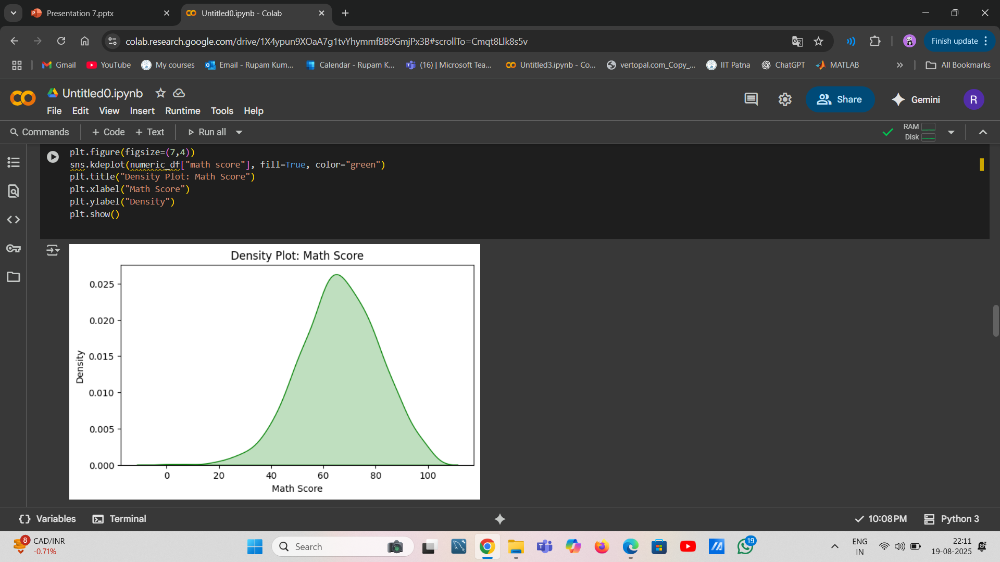 Presentation 7.pptx
Untitled0.ipynb - Colab
colab.research.google.com/drive/1X4ypun9XOaA7g1tvYhymmfBB9GmjPx3B#scrollTo=Cmqt8Llk8s5v
Finish update
Gmail
YouTube
My courses
Email - Rupam Kum...
Calendar - Rupam K...
(16) | Microsoft Tea...
Untitled3.ipynb - Co...
vertopal.com_Copy_...
IIT Patna
ChatGPT
MATLAB
All Bookmarks
Untitled0.ipynb
File Edit View Insert Runtime Tools Help
Share
Gemini
R
Commands
+ Code + Text
Run all
RAM
Disk
plt.figure(figsize=(7,4))
sns.kdeplot(numeric_df["math score"], fill=True, color="green")
plt.title("Density Plot: Math Score")
plt.xlabel("Math Score")
plt.ylabel("Density")
plt.show()
Density Plot: Math Score
Density
0.025
0.020
0.015
0.010
0.005
0.000
0 20 40 60 80 100
Math Score
Variables
Terminal
10:08 PM
Python 3
8
CAD/INR
-0.71%
Search
19
ENG
IN
22:11
19-08-2025